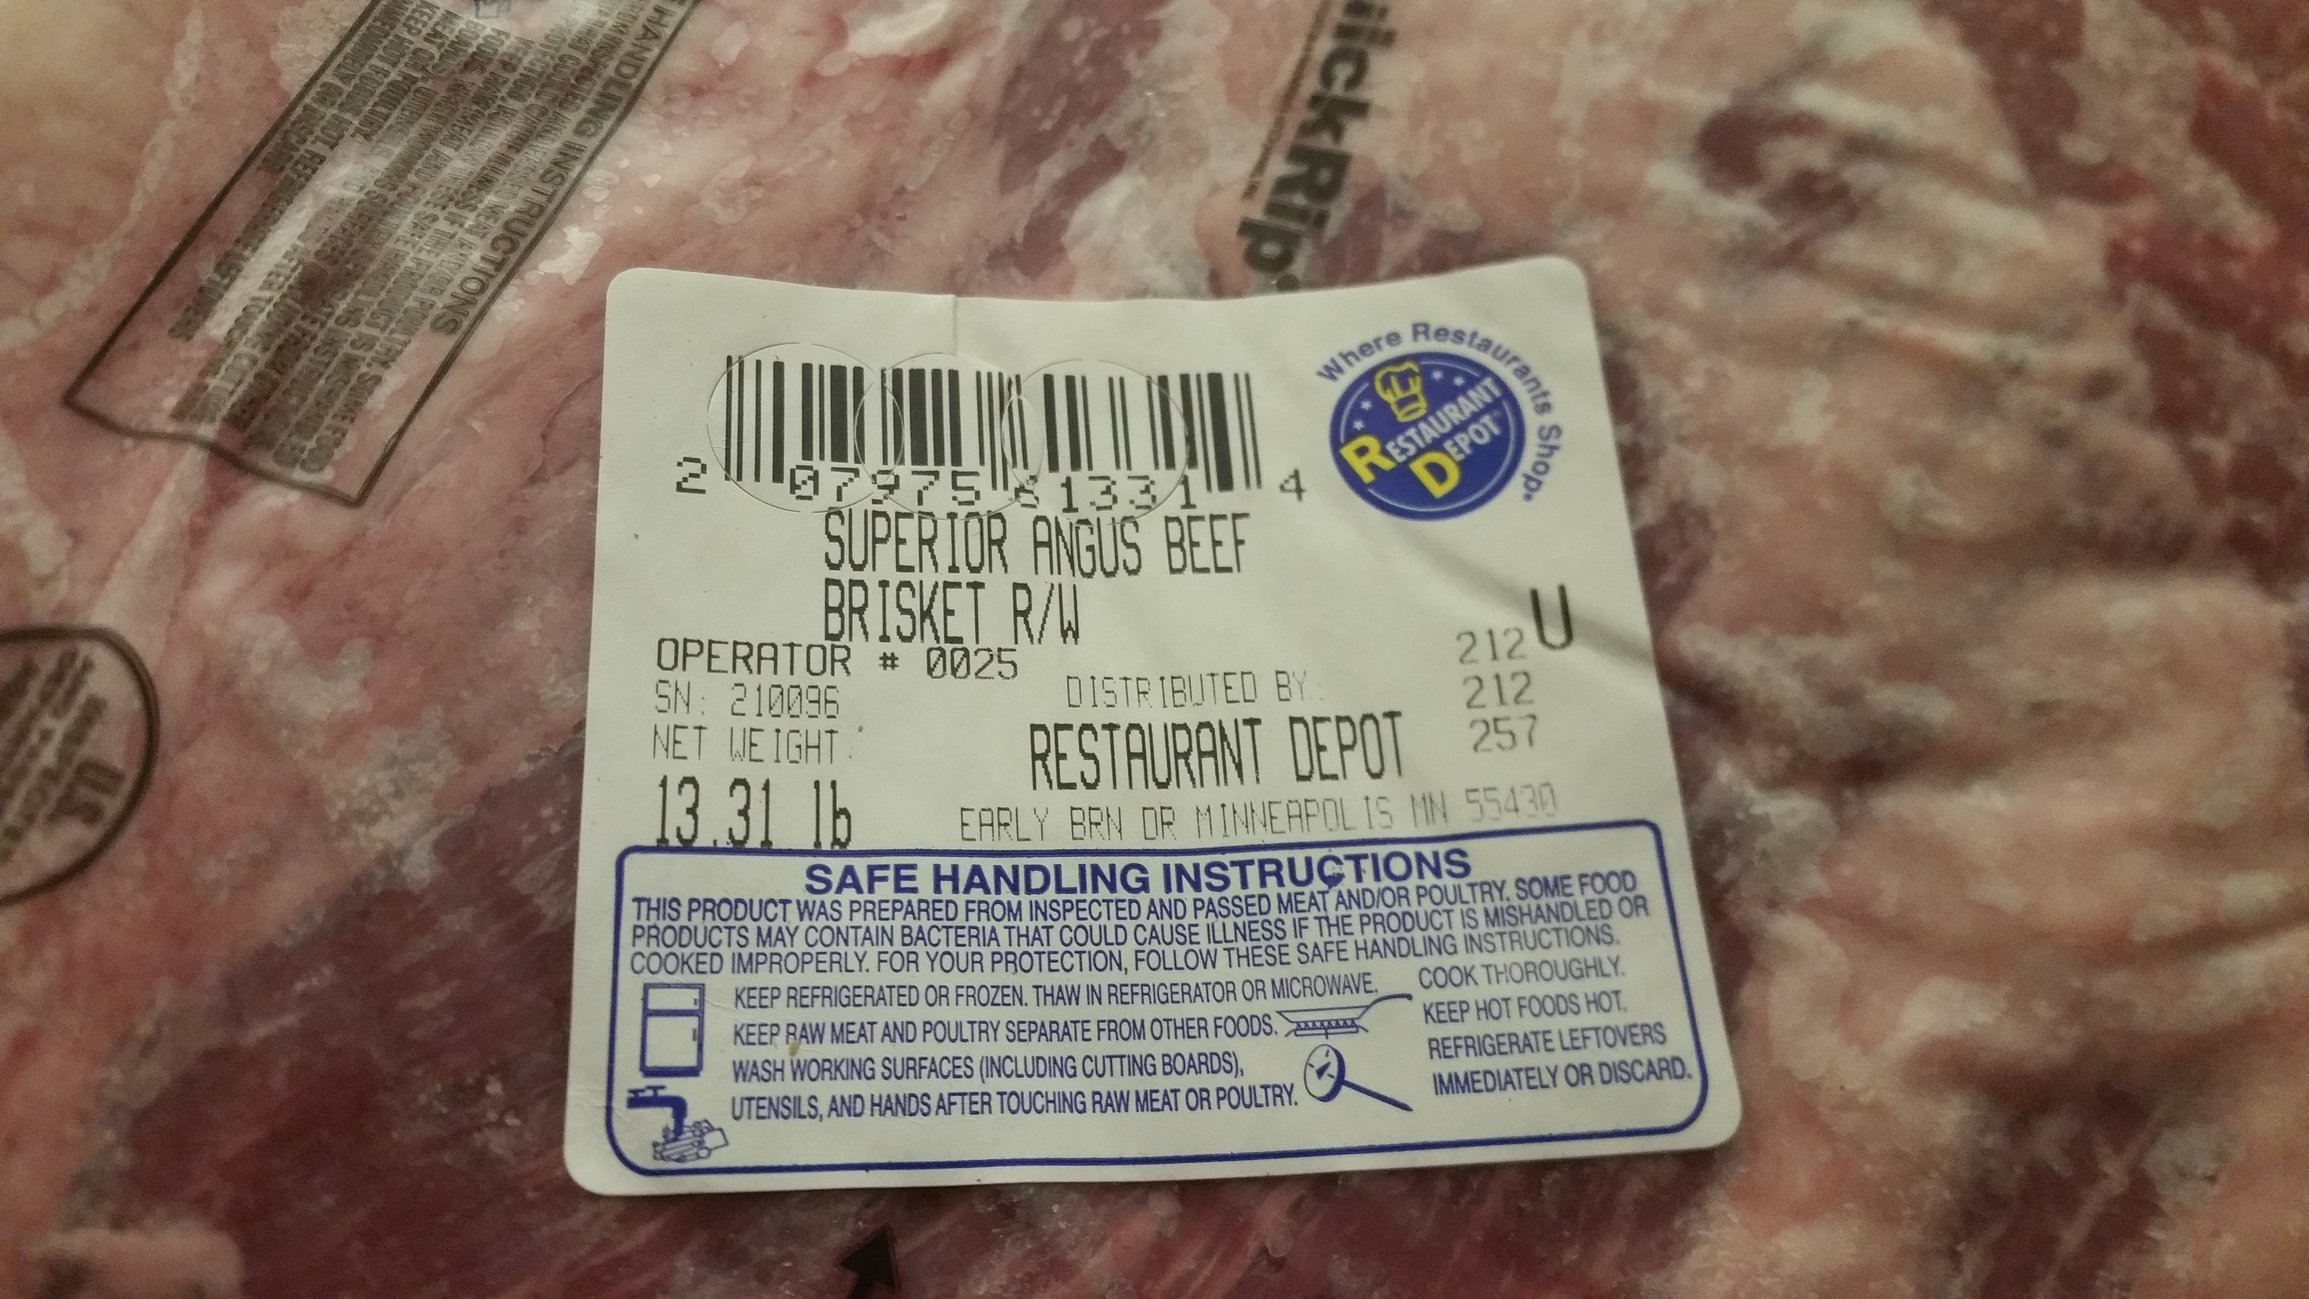 HANDLING INSTRUCTIONS
iickRip
Where Restaurants Shop
RESTAURANT
DEPOT
2 07975 61331 4
SUPERIOR ANGUS BEEF
BRISKET R/W
OPERATOR # 0025
SN: 210096
NET WEIGHT:
13.31 lb
DISTRIBUTED BY:
RESTAURANT DEPOT
EARLY BRN DR MINNEAPOLIS MN 55430
212 U
212
257
SAFE HANDLING INSTRUCTIONS
THIS PRODUCT WAS PREPARED FROM INSPECTED AND PASSED MEAT AND/OR POULTRY. SOME FOOD
PRODUCTS MAY CONTAIN BACTERIA THAT COULD CAUSE ILLNESS IF THE PRODUCT IS MISHANDLED OR
COOKED IMPROPERLY. FOR YOUR PROTECTION, FOLLOW THESE SAFE HANDLING INSTRUCTIONS.
KEEP REFRIGERATED OR FROZEN. THAW IN REFRIGERATOR OR MICROWAVE.
KEEP RAW MEAT AND POULTRY SEPARATE FROM OTHER FOODS.
WASH WORKING SURFACES (INCLUDING CUTTING BOARDS),
UTENSILS, AND HANDS AFTER TOUCHING RAW MEAT OR POULTRY.
COOK THOROUGHLY.
KEEP HOT FOODS HOT.
REFRIGERATE LEFTOVERS
IMMEDIATELY OR DISCARD.